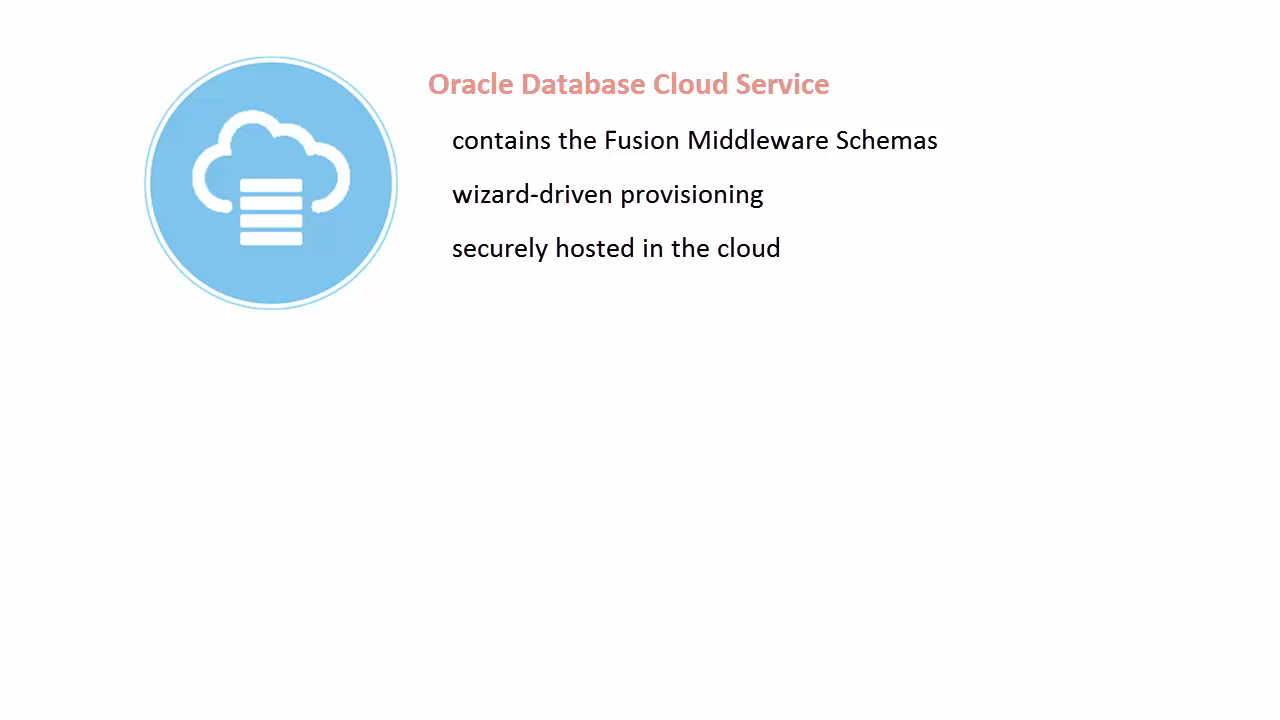 Oracle Database Cloud Service
contains the Fusion Middleware Schemas
wizard-driven provisioning
securely hosted in the cloud